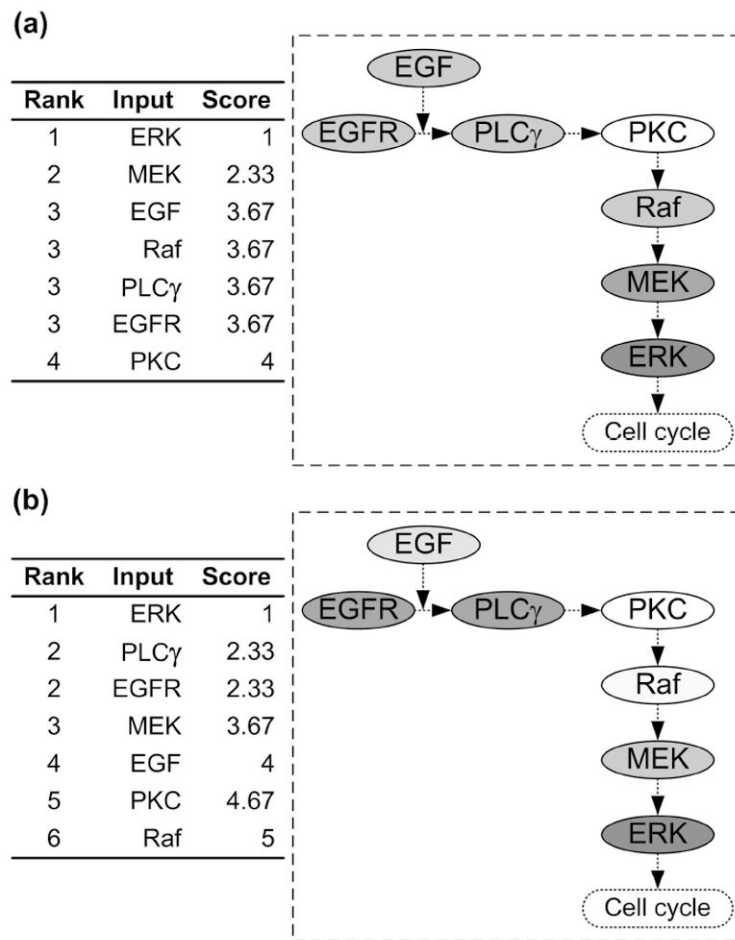 (a)
Rank Input Score
1 ERK 1
2 MEK 2.33
3 EGF 3.67
3 Raf 3.67
3 PLCγ 3.67
3 EGFR 3.67
4 PKC 4
EGF
EGFR PLCγ PKC
Raf
MEK
ERK
Cell cycle
(b)
Rank Input Score
1 ERK 1
2 PLCγ 2.33
2 EGFR 2.33
3 MEK 3.67
4 EGF 4
5 PKC 4.67
6 Raf 5
EGF
EGFR PLCγ PKC
Raf
MEK
ERK
Cell cycle